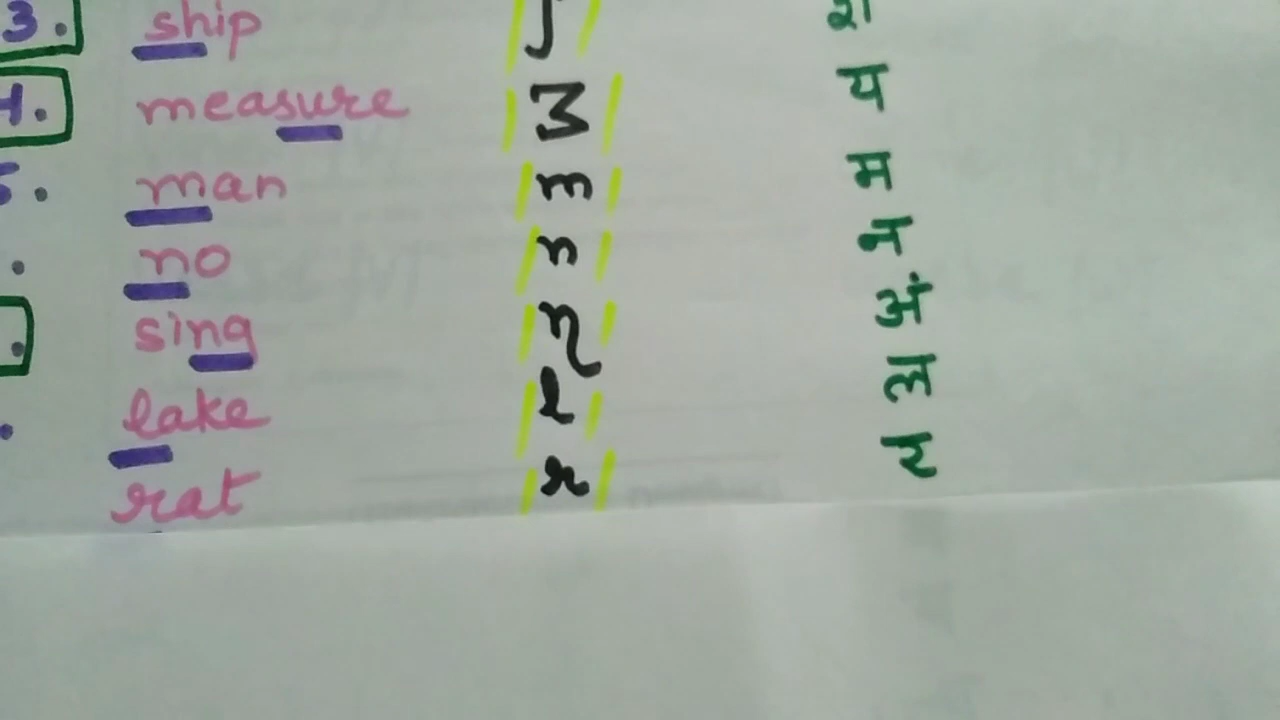 3. ship /ʃ/ श
4. measure /ʒ/ य
5. man /m/ म
. no /n/ न
. sing /ŋ/ अं
. lake /l/ ल
rat /r/ र